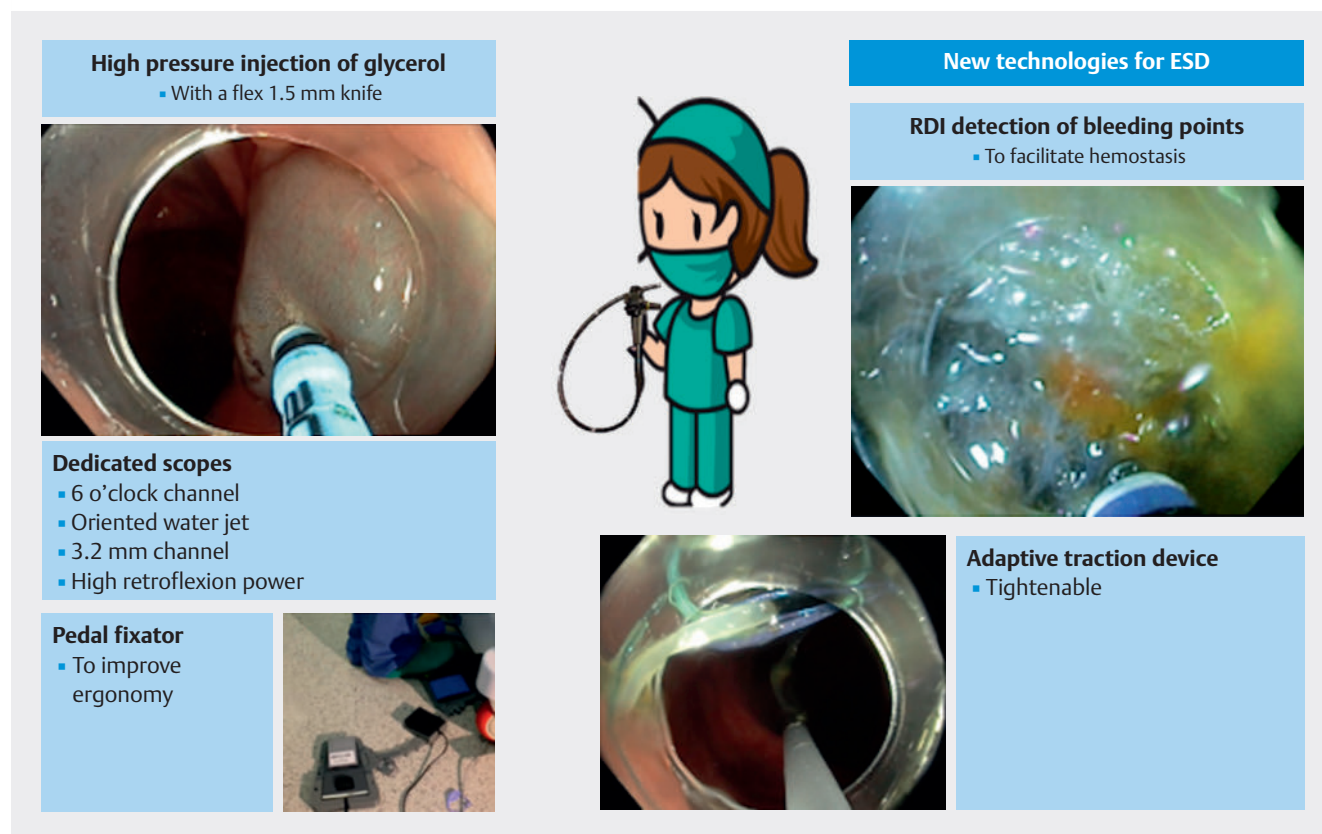 High pressure injection of glycerol
▪ With a flex 1.5 mm knife
New technologies for ESD
RDI detection of bleeding points
▪ To facilitate hemostasis
Dedicated scopes
▪ 6 o’clock channel
▪ Oriented water jet
▪ 3.2 mm channel
▪ High retroflexion power
Pedal fixator
▪ To improve
ergonomy
Adaptive traction device
▪ Tightenable